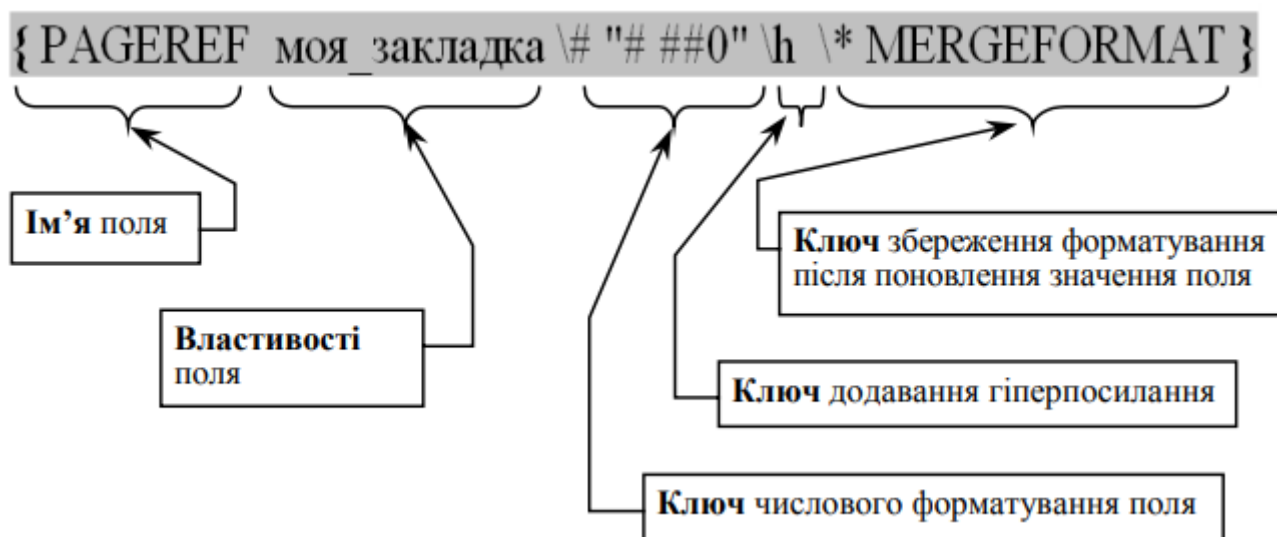 { PAGEREF моя_закладка \# "# ##0" \h \* MERGEFORMAT }
Ім’я поля
Ключ збереження форматування
після поновлення значення поля
Властивості
поля
Ключ додавання гіперпосилання
Ключ числового форматування поля